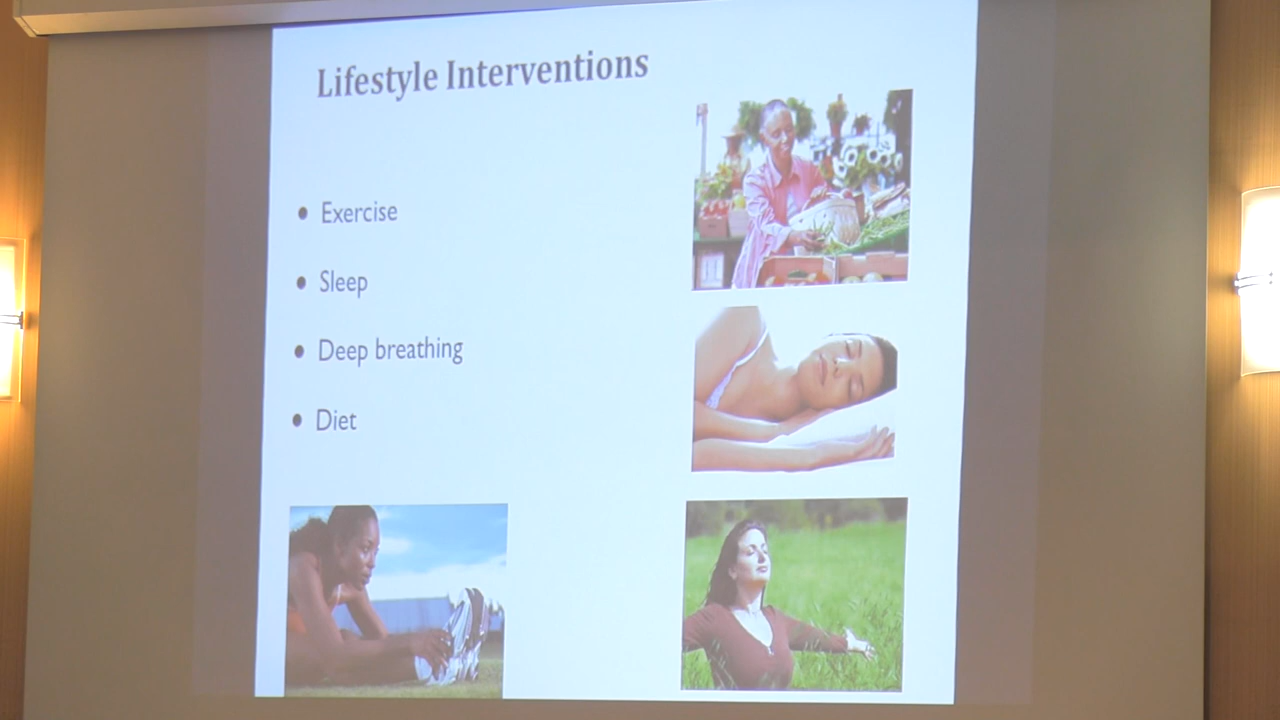 Lifestyle Interventions
• Exercise
• Sleep
• Deep breathing
• Diet